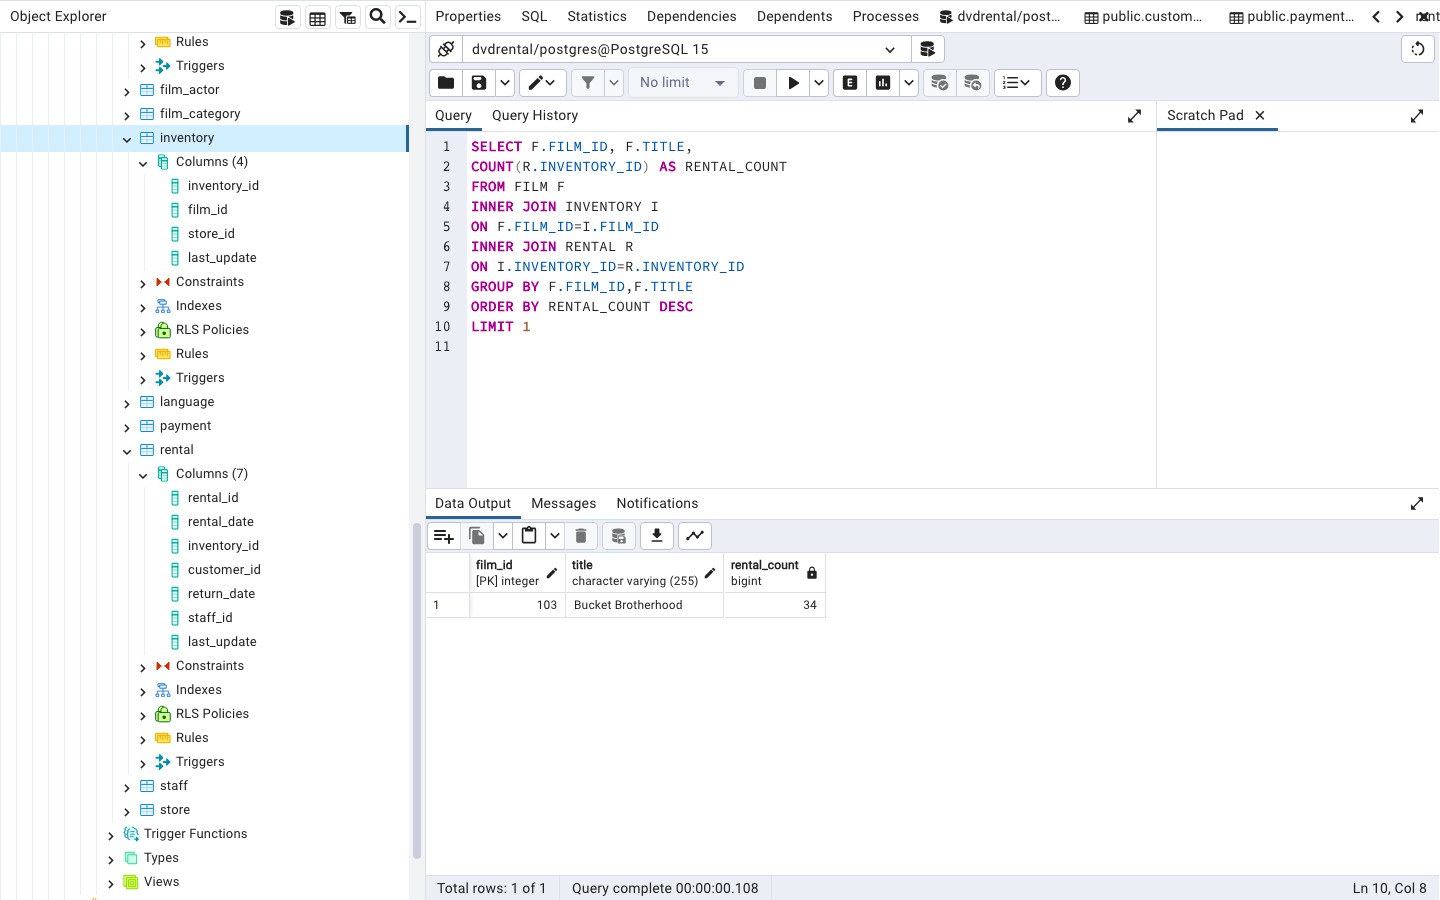 Object Explorer
Rules
Triggers
film_actor
film_category
inventory
Columns (4)
inventory_id
film_id
store_id
last_update
Constraints
Indexes
RLS Policies
Rules
Triggers
language
payment
rental
Columns (7)
rental_id
rental_date
inventory_id
customer_id
return_date
staff_id
last_update
Constraints
Indexes
RLS Policies
Rules
Triggers
staff
store
Trigger Functions
Types
Views
Properties SQL Statistics Dependencies Dependents Processes dvdrental/post... public.custom... public.payment...
dvdrental/postgres@PostgreSQL 15
No limit E
Query Query History
Scratch Pad
1 SELECT F.FILM_ID, F.TITLE,
2 COUNT(R.INVENTORY_ID) AS RENTAL_COUNT
3 FROM FILM F
4 INNER JOIN INVENTORY I
5 ON F.FILM_ID=I.FILM_ID
6 INNER JOIN RENTAL R
7 ON I.INVENTORY_ID=R.INVENTORY_ID
8 GROUP BY F.FILM_ID,F.TITLE
9 ORDER BY RENTAL_COUNT DESC
10 LIMIT 1
11
Data Output Messages Notifications
film_id title rental_count
[PK] integer character varying (255) bigint
1 103 Bucket Brotherhood 34
Total rows: 1 of 1 Query complete 00:00:00.108 Ln 10, Col 8